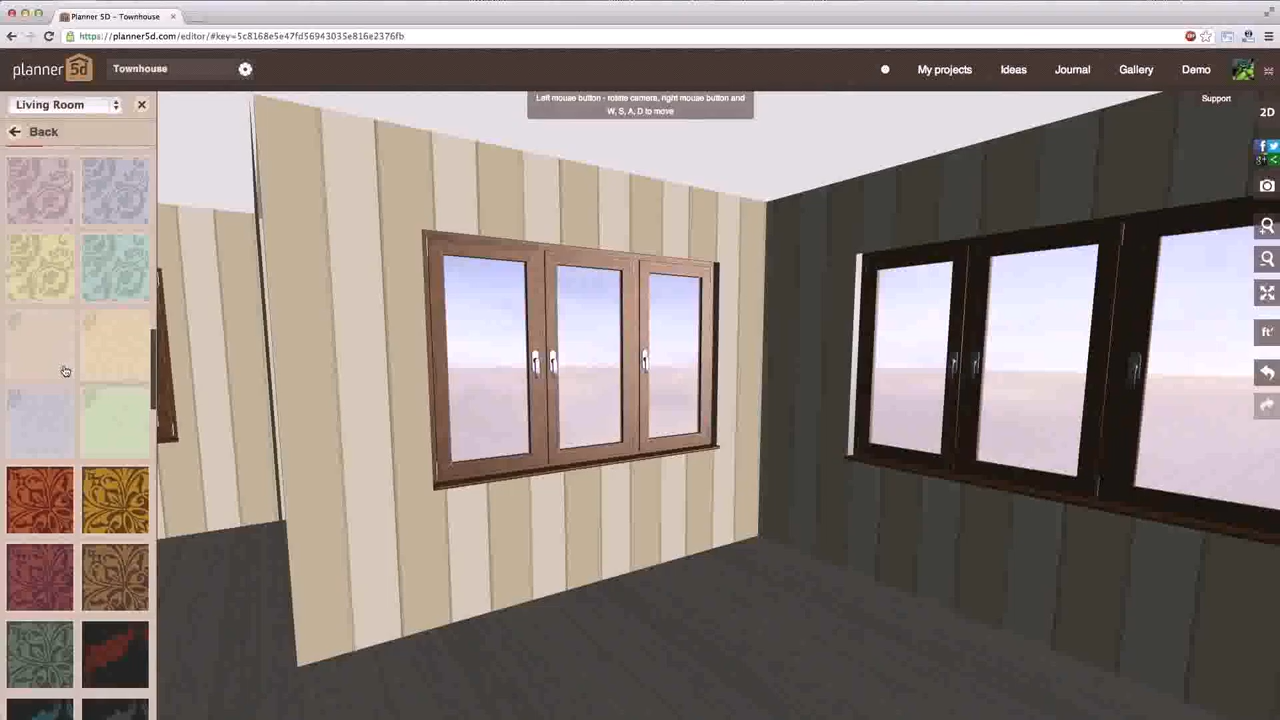 Planner 5D – Townhouse
https://planner5d.com/editor/#key=5c8168e5e47fd56943035e816e2376fb
planner 5d
Townhouse
My projects
Ideas
Journal
Gallery
Demo
Living Room
Back
Left mouse button - rotate camera, right mouse button and
W, S, A, D to move
Support
2D
ft'